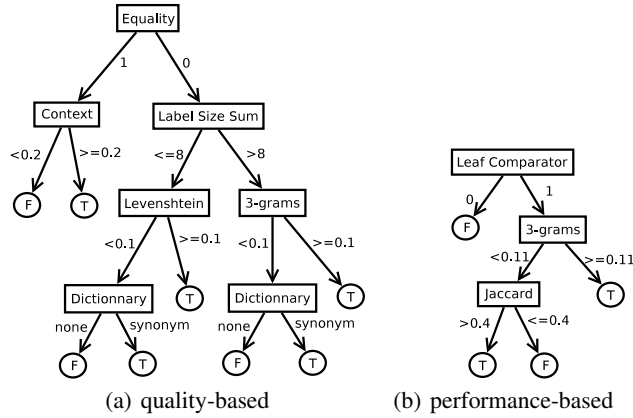 Equality
1 0
Context Label Size Sum
<0.2 >=0.2 <=8 >8
Leaf Comparator
F T Levenshtein 3-grams
0 1
<0.1 >=0.1 <0.1 >=0.1
F 3-grams
<0.11 >=0.11
Dictionnary T Dictionnary T
Jaccard T
none synonym none synonym
>0.4 <=0.4
F T F T T F
(a) quality-based (b) performance-based